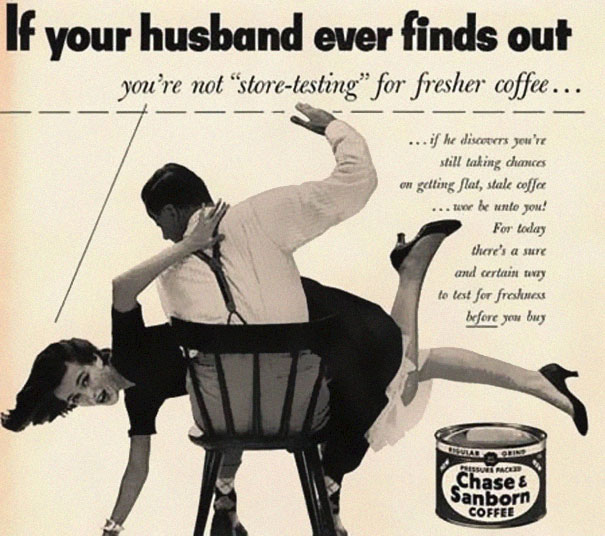 If your husband ever finds out
you're not “store-testing” for fresher coffee...
...if he discovers you're
still taking chances
on getting flat, stale coffee
...woe be unto you!
For today
there's a sure
and certain way
to test for freshness
before you buy
REGULAR GRIND
PRESSURE PACKED
Chase &
Sanborn
COFFEE